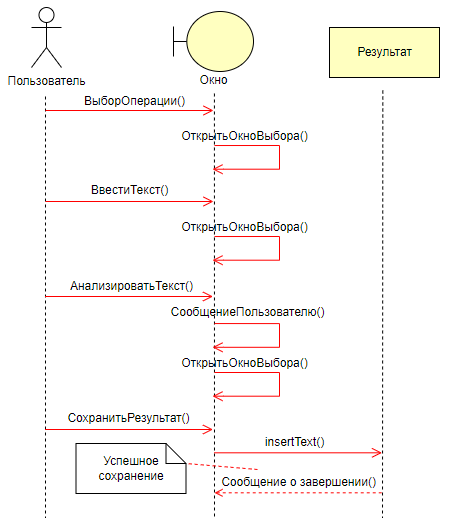 Пользователь
Окно
Результат
ВыборОперации()
ОткрытьОкноВыбора()
ВвестиТекст()
ОткрытьОкноВыбора()
АнализироватьТекст()
СообщениеПользователю()
ОткрытьОкноВыбора()
СохранитьРезультат()
insertText()
Успешное
сохранение
Сообщение о завершении()